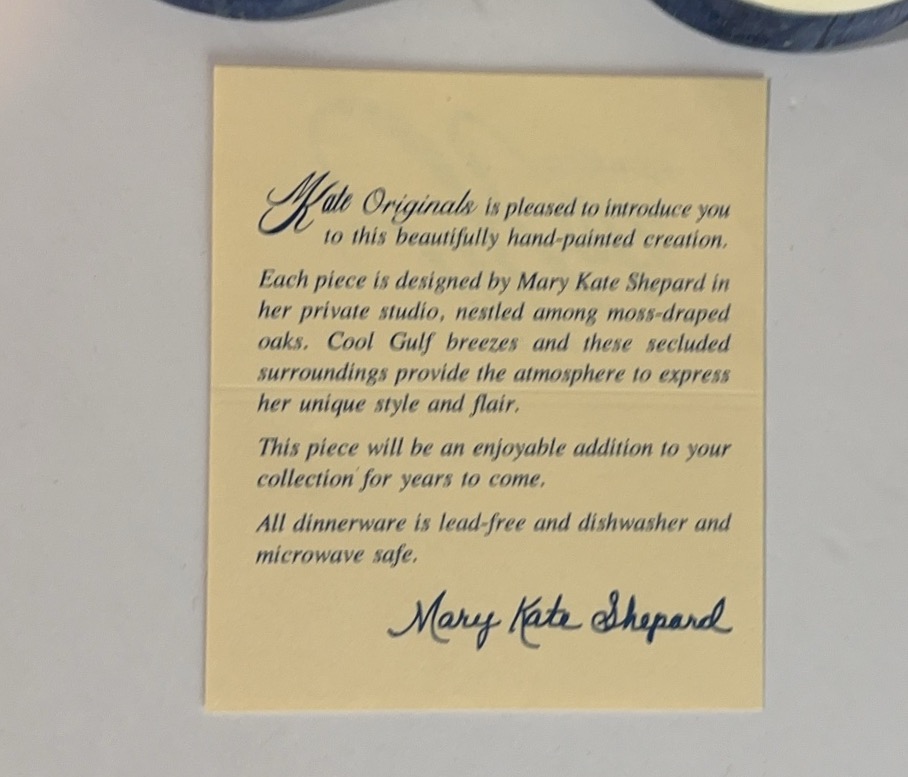 Kate Originals is pleased to introduce you
to this beautifully hand-painted creation.
Each piece is designed by Mary Kate Shepard in
her private studio, nestled among moss-draped
oaks. Cool Gulf breezes and these secluded
surroundings provide the atmosphere to express
her unique style and flair.
This piece will be an enjoyable addition to your
collection for years to come.
All dinnerware is lead-free and dishwasher and
microwave safe.
Mary Kate Shepard